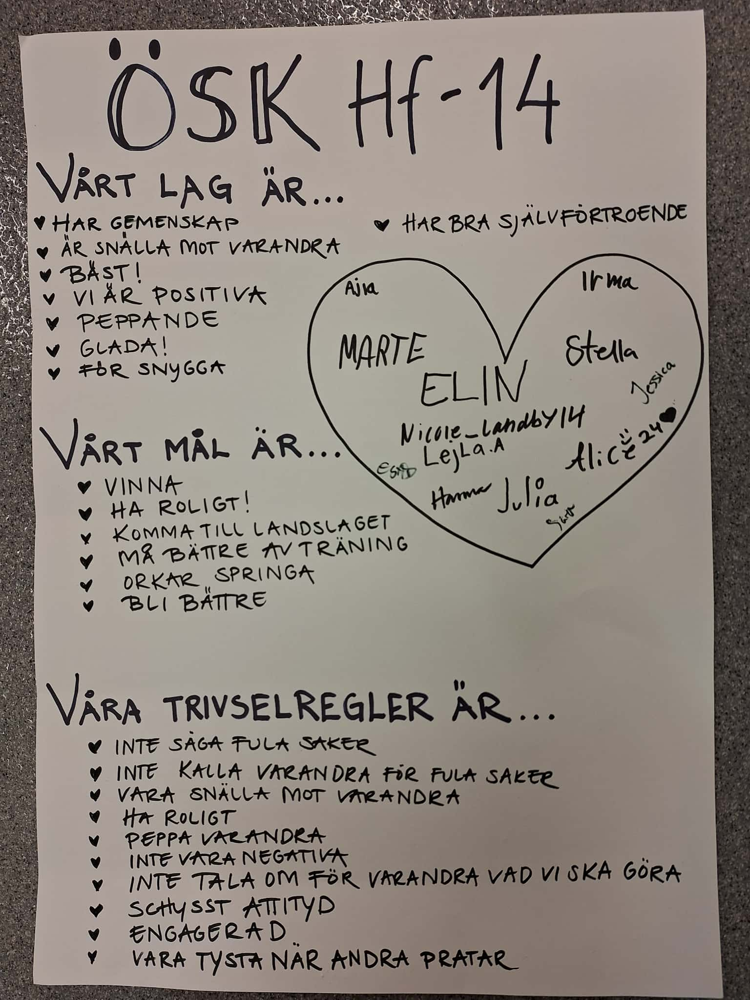 ÖSK Hf-14
VÅRT LAG ÄR...
HAR GEMENSKAP
ÄR SNÄLLA MOT VARANDRA
BÄST!
VI ÄR POSITIVA
PEPPANDE
GLADA!
FÖR SNYGGA
HAR BRA SJÄLVFÖRTROENDE
Ajla
Irma
MARTE
Stella
ELIN
Jessica
Nicole_Landby14
Alice 24
LejLa.A
Hanna
Julia
VÅRT MÅL ÄR...
VINNA
HA ROLIGT!
KOMMA TILL LANDSLAGET
MÅ BÄTTRE AV TRÄNING
ORKAR SPRINGA
BLI BÄTTRE
VÅRA TRIVSELREGLER ÄR...
INTE SÄGA FULA SAKER
INTE KALLA VARANDRA FÖR FULA SAKER
VARA SNÄLLA MOT VARANDRA
HA ROLIGT
PEPPA VARANDRA
INTE VARA NEGATIVA
INTE TALA OM FÖR VARANDRA VAD VI SKA GÖRA
SCHYSST ATTITYD
ENGAGERAD
VARA TYSTA NÄR ANDRA PRATAR